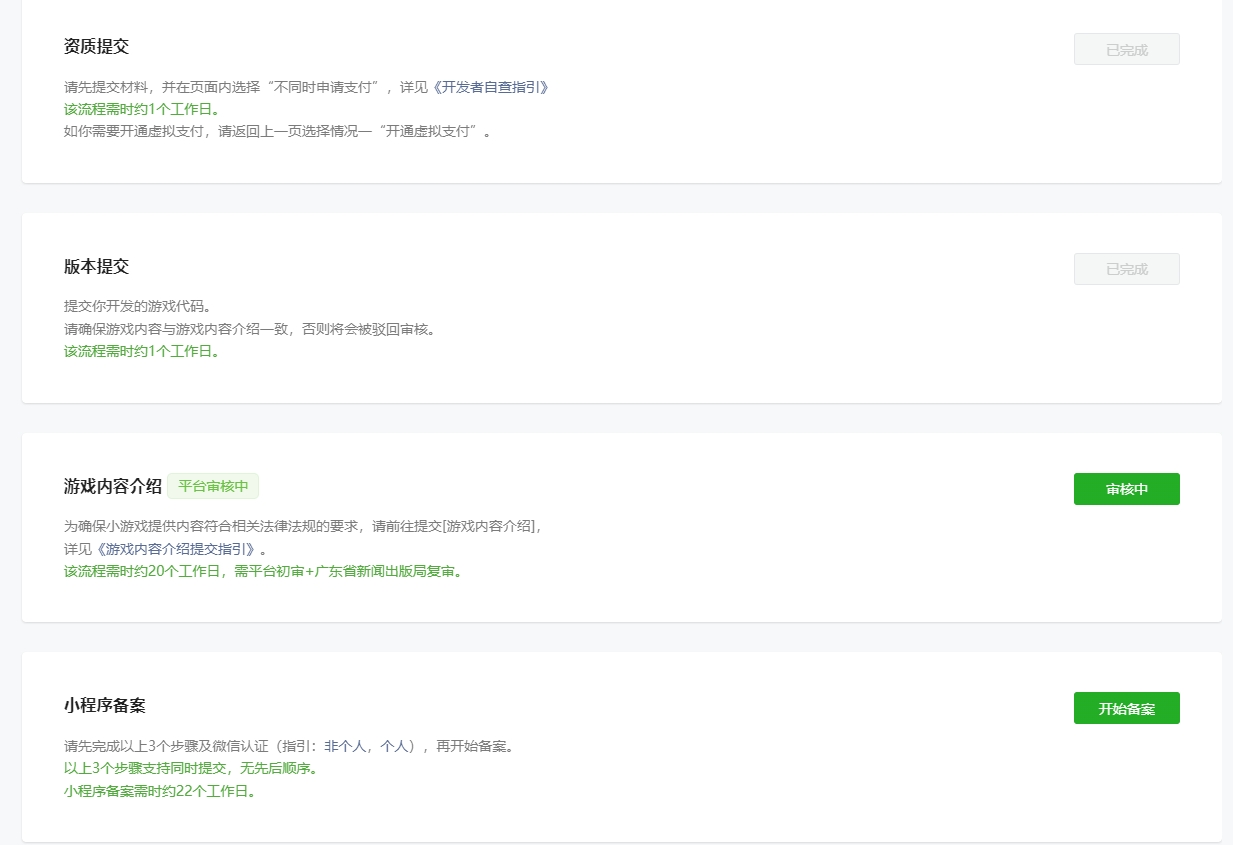 资质提交
已完成
请先提交材料，并在页面内选择“不同时申请支付”，详见《开发者自查指引》
该流程需时约1个工作日。
如你需要开通虚拟支付，请返回上一页选择情况一“开通虚拟支付”。
版本提交
已完成
提交你开发的游戏代码。
请确保游戏内容与游戏内容介绍一致，否则将会被驳回审核。
该流程需时约1个工作日。
游戏内容介绍 平台审核中
审核中
为确保小游戏提供内容符合相关法律法规的要求，请前往提交[游戏内容介绍]，
详见《游戏内容介绍提交指引》。
该流程需时约20个工作日，需平台初审+广东省新闻出版局复审。
小程序备案
开始备案
请先完成以上3个步骤及微信认证（指引：非个人，个人），再开始备案。
以上3个步骤支持同时提交，无先后顺序。
小程序备案需时约22个工作日。